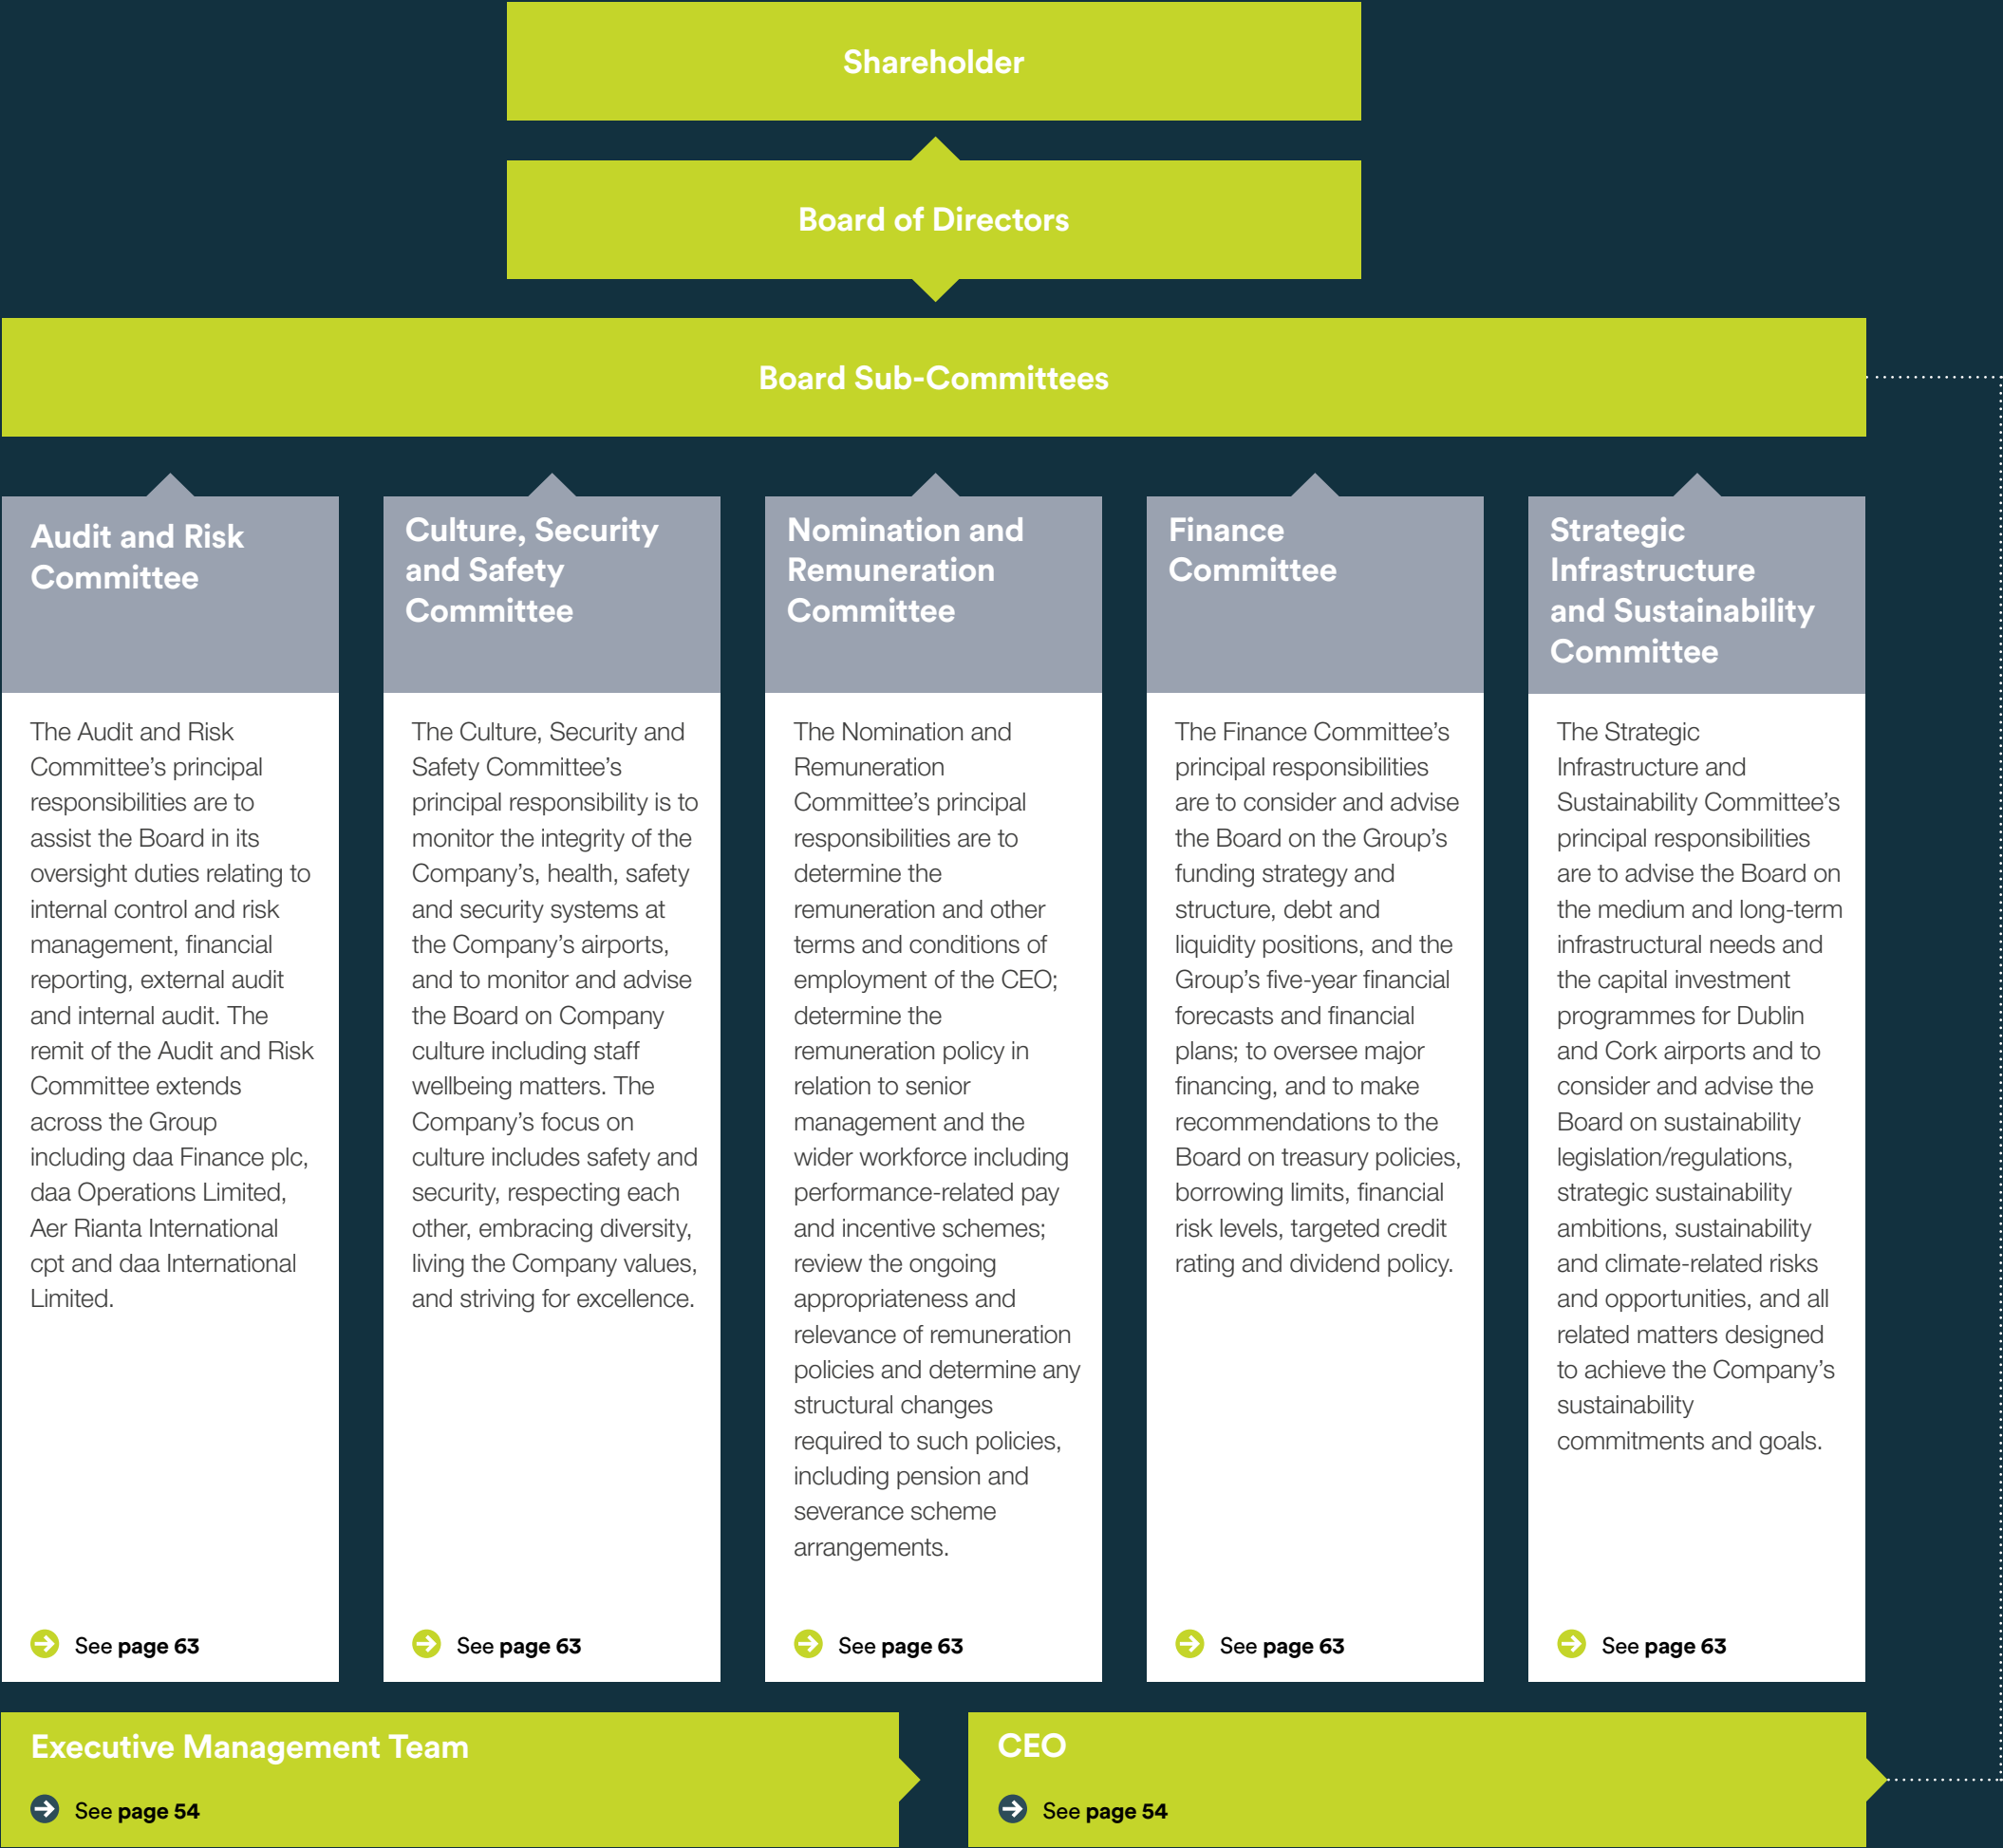 Shareholder
Board of Directors
Board Sub-Committees
Audit and Risk
Committee
The Audit and Risk
Committee’s principal
responsibilities are to
assist the Board in its
oversight duties relating to
internal control and risk
management, financial
reporting, external audit
and internal audit. The
remit of the Audit and Risk
Committee extends
across the Group
including daa Finance plc,
daa Operations Limited,
Aer Rianta International
cpt and daa International
Limited.
See page 63
Culture, Security
and Safety
Committee
The Culture, Security and
Safety Committee’s
principal responsibility is to
monitor the integrity of the
Company’s, health, safety
and security systems at
the Company’s airports,
and to monitor and advise
the Board on Company
culture including staff
wellbeing matters. The
Company’s focus on
culture includes safety and
security, respecting each
other, embracing diversity,
living the Company values,
and striving for excellence.
See page 63
Nomination and
Remuneration
Committee
The Nomination and
Remuneration
Committee’s principal
responsibilities are to
determine the
remuneration and other
terms and conditions of
employment of the CEO;
determine the
remuneration policy in
relation to senior
management and the
wider workforce including
performance-related pay
and incentive schemes;
review the ongoing
appropriateness and
relevance of remuneration
policies and determine any
structural changes
required to such policies,
including pension and
severance scheme
arrangements.
See page 63
Finance
Committee
The Finance Committee’s
principal responsibilities
are to consider and advise
the Board on the Group’s
funding strategy and
structure, debt and
liquidity positions, and the
Group’s five-year financial
forecasts and financial
plans; to oversee major
financing, and to make
recommendations to the
Board on treasury policies,
borrowing limits, financial
risk levels, targeted credit
rating and dividend policy.
See page 63
Strategic
Infrastructure
and Sustainability
Committee
The Strategic
Infrastructure and
Sustainability Committee’s
principal responsibilities
are to advise the Board on
the medium and long-term
infrastructural needs and
the capital investment
programmes for Dublin
and Cork airports and to
consider and advise the
Board on sustainability
legislation/regulations,
strategic sustainability
ambitions, sustainability
and climate-related risks
and opportunities, and all
related matters designed
to achieve the Company’s
sustainability
commitments and goals.
See page 63
Executive Management Team
See page 54
CEO
See page 54